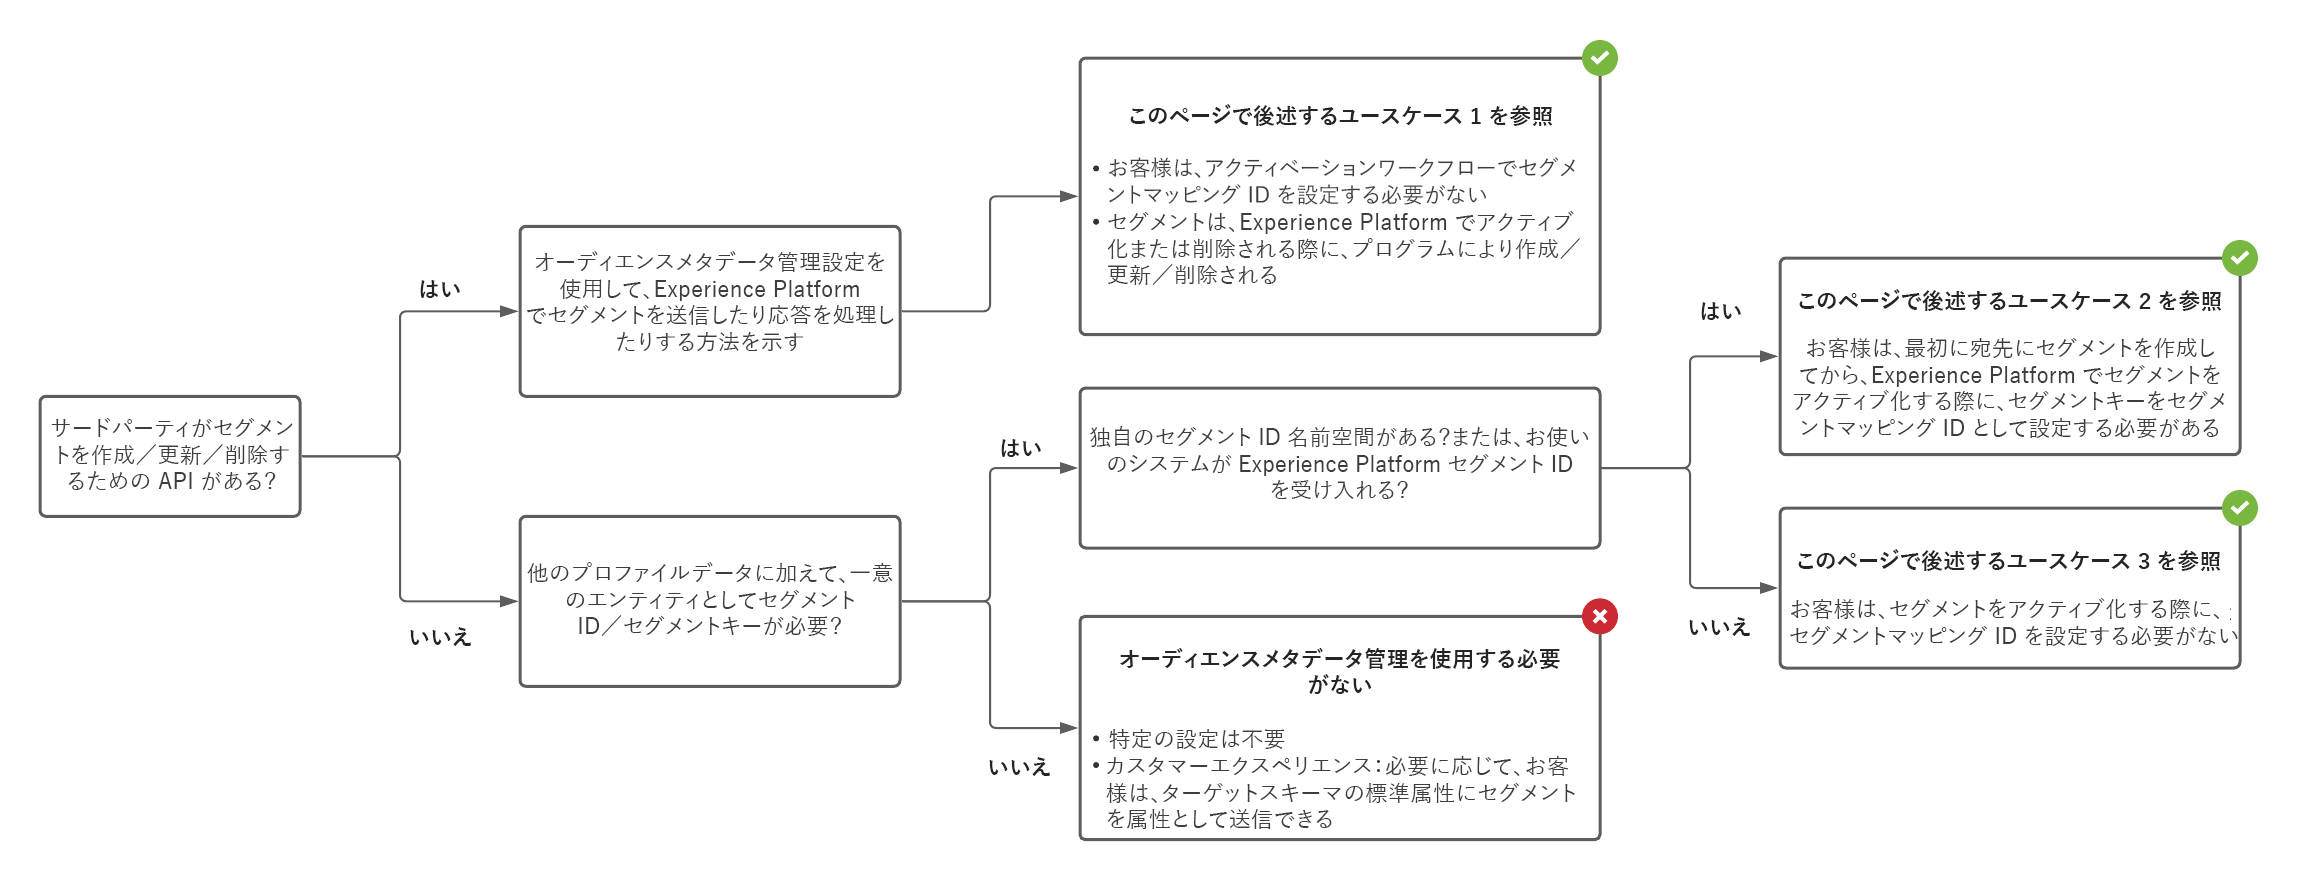 サードパーティがセグメン
トを作成／更新／削除す
るための API がある?
はい
いいえ
オーディエンスメタデータ管理設定を
使用して、Experience Platform
でセグメントを送信したり応答を処理し
たりする方法を示す
他のプロファイルデータに加えて、一意
のエンティティとしてセグメント
ID／セグメントキーが必要?
はい
いいえ
このページで後述するユースケース 1 を参照
• お客様は、アクティベーションワークフローでセグメ
ントマッピング ID を設定する必要がない
• セグメントは、Experience Platform でアクティブ
化または削除される際に、プログラムにより作成／
更新／削除される
独自のセグメント ID 名前空間がある?または、お使い
のシステムが Experience Platform セグメント ID
を受け入れる?
オーディエンスメタデータ管理を使用する必要
がない
• 特定の設定は不要
• カスタマーエクスペリエンス：必要に応じて、お客
様は、ターゲットスキーマの標準属性にセグメント
を属性として送信できる
はい
いいえ
このページで後述するユースケース 2 を参照
お客様は、最初に宛先にセグメントを作成し
てから、Experience Platform でセグメントを
アクティブ化する際に、セグメントキーをセグメ
ントマッピング ID として設定する必要がある
このページで後述するユースケース 3 を参照
お客様は、セグメントをアクティブ化する際に、
セグメントマッピング ID を設定する必要がない